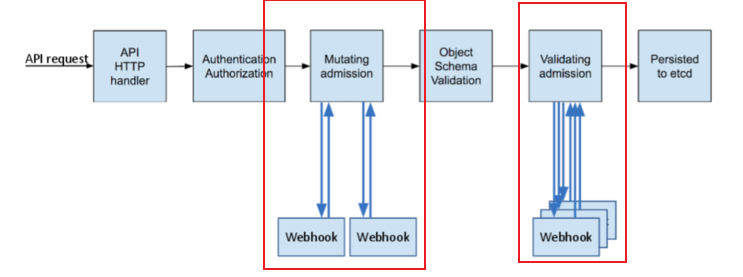 API request
API
HTTP
handler
Authentication
Authorization
Mutating
admission
Object
Schema
Validation
Validating
admission
Persisted
to etcd
Webhook
Webhook
Webhook